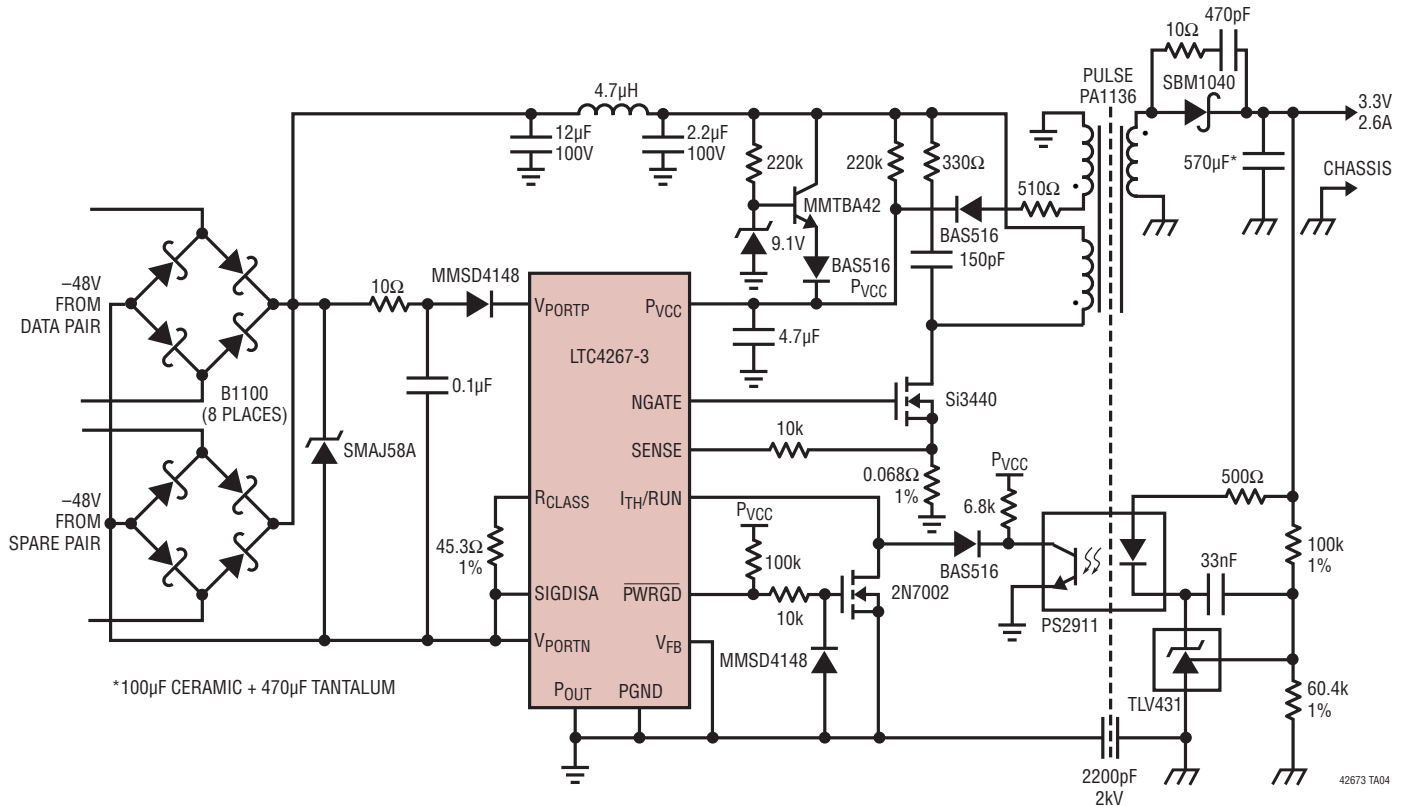 470pF
10Ω
PULSE
PA1136
SBM1040
4.7µH
3.3V
2.6A
12µF
100V
2.2µF
100V
220k
220k
330Ω
510Ω
570µF*
CHASSIS
MMTBA42
9.1V
BAS516
150pF
BAS516
PVCC
–48V
FROM
DATA PAIR
10Ω
MMSD4148
VPORTP
PVCC
4.7µF
LTC4267-3
0.1µF
B1100
(8 PLACES)
NGATE
Si3440
SMAJ58A
SENSE
10k
0.068Ω
1%
PVCC
6.8k
500Ω
–48V
FROM
SPARE PAIR
RCLASS
ITH/RUN
PVCC
45.3Ω
1%
100k
BAS516
33nF
100k
1%
SIGDISA
PWRGD
10k
2N7002
PS2911
VPORTN
VFB
MMSD4148
*100µF CERAMIC + 470µF TANTALUM
POUT
PGND
TLV431
60.4k
1%
2200pF
2kV
42673 TA04